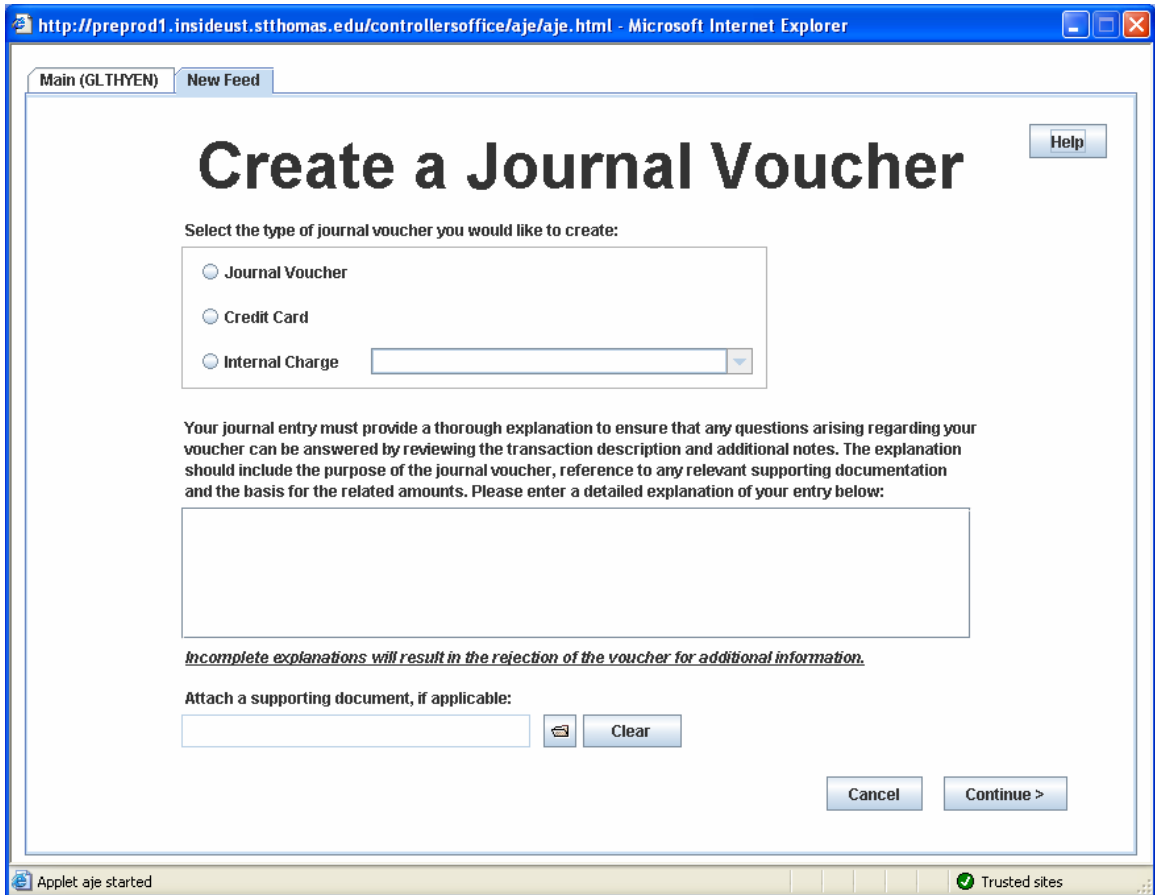 http://preprod1.insideust.stthomas.edu/controllersoffice/aje/aje.html - Microsoft Internet Explorer
Main (GLTHYEN)
New Feed
Help
Create a Journal Voucher
Select the type of journal voucher you would like to create:
Journal Voucher
Credit Card
Internal Charge
Your journal entry must provide a thorough explanation to ensure that any questions arising regarding your
voucher can be answered by reviewing the transaction description and additional notes. The explanation
should include the purpose of the journal voucher, reference to any relevant supporting documentation
and the basis for the related amounts. Please enter a detailed explanation of your entry below:
Incomplete explanations will result in the rejection of the voucher for additional information.
Attach a supporting document, if applicable:
Clear
Cancel
Continue >
Applet aje started
Trusted sites